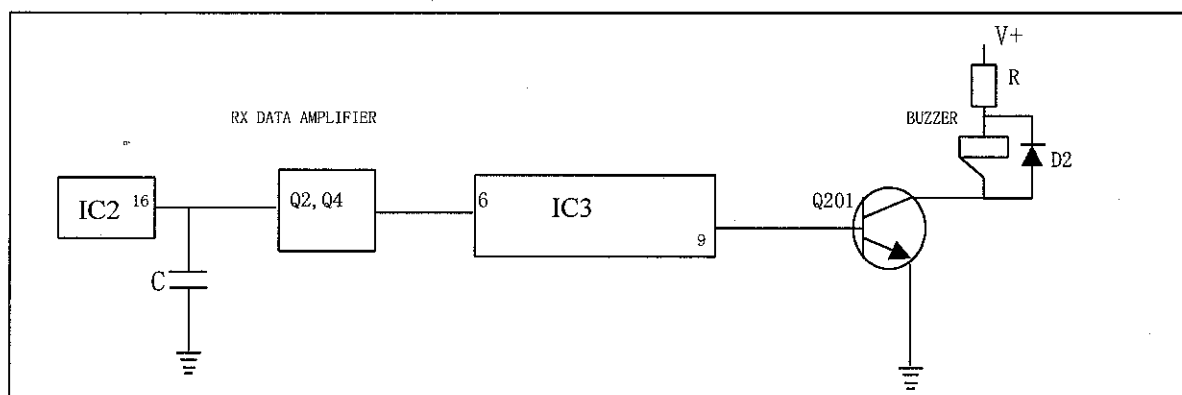 V+
R
RX DATA AMPLIFIER
BUZZER
D2
IC2 16
Q2, Q4
6 IC3 9
Q201
C